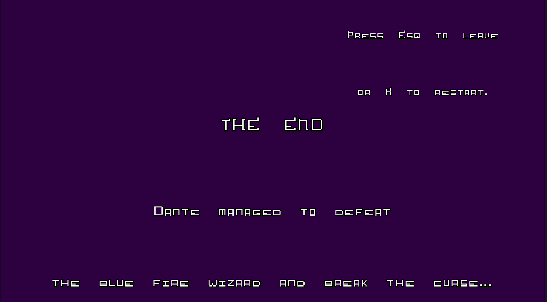 Press Esq to leave
or H to restart.
THE END
Dante managed to defeat
the blue fire wizard and break the curse...